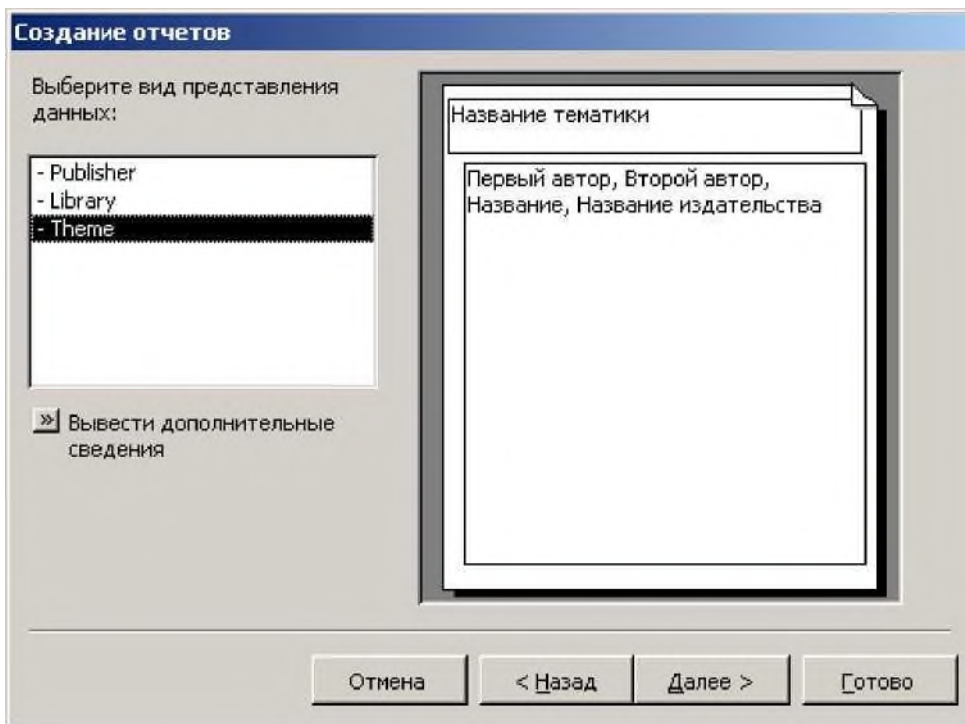 Создание отчетов
Выберите вид представления
данных:
- Publisher
- Library
- Theme
» Вывести дополнительные
сведения
Название тематики
Первый автор, Второй автор,
Название, Название издательства
Отмена
< Назад
Далее >
Готово